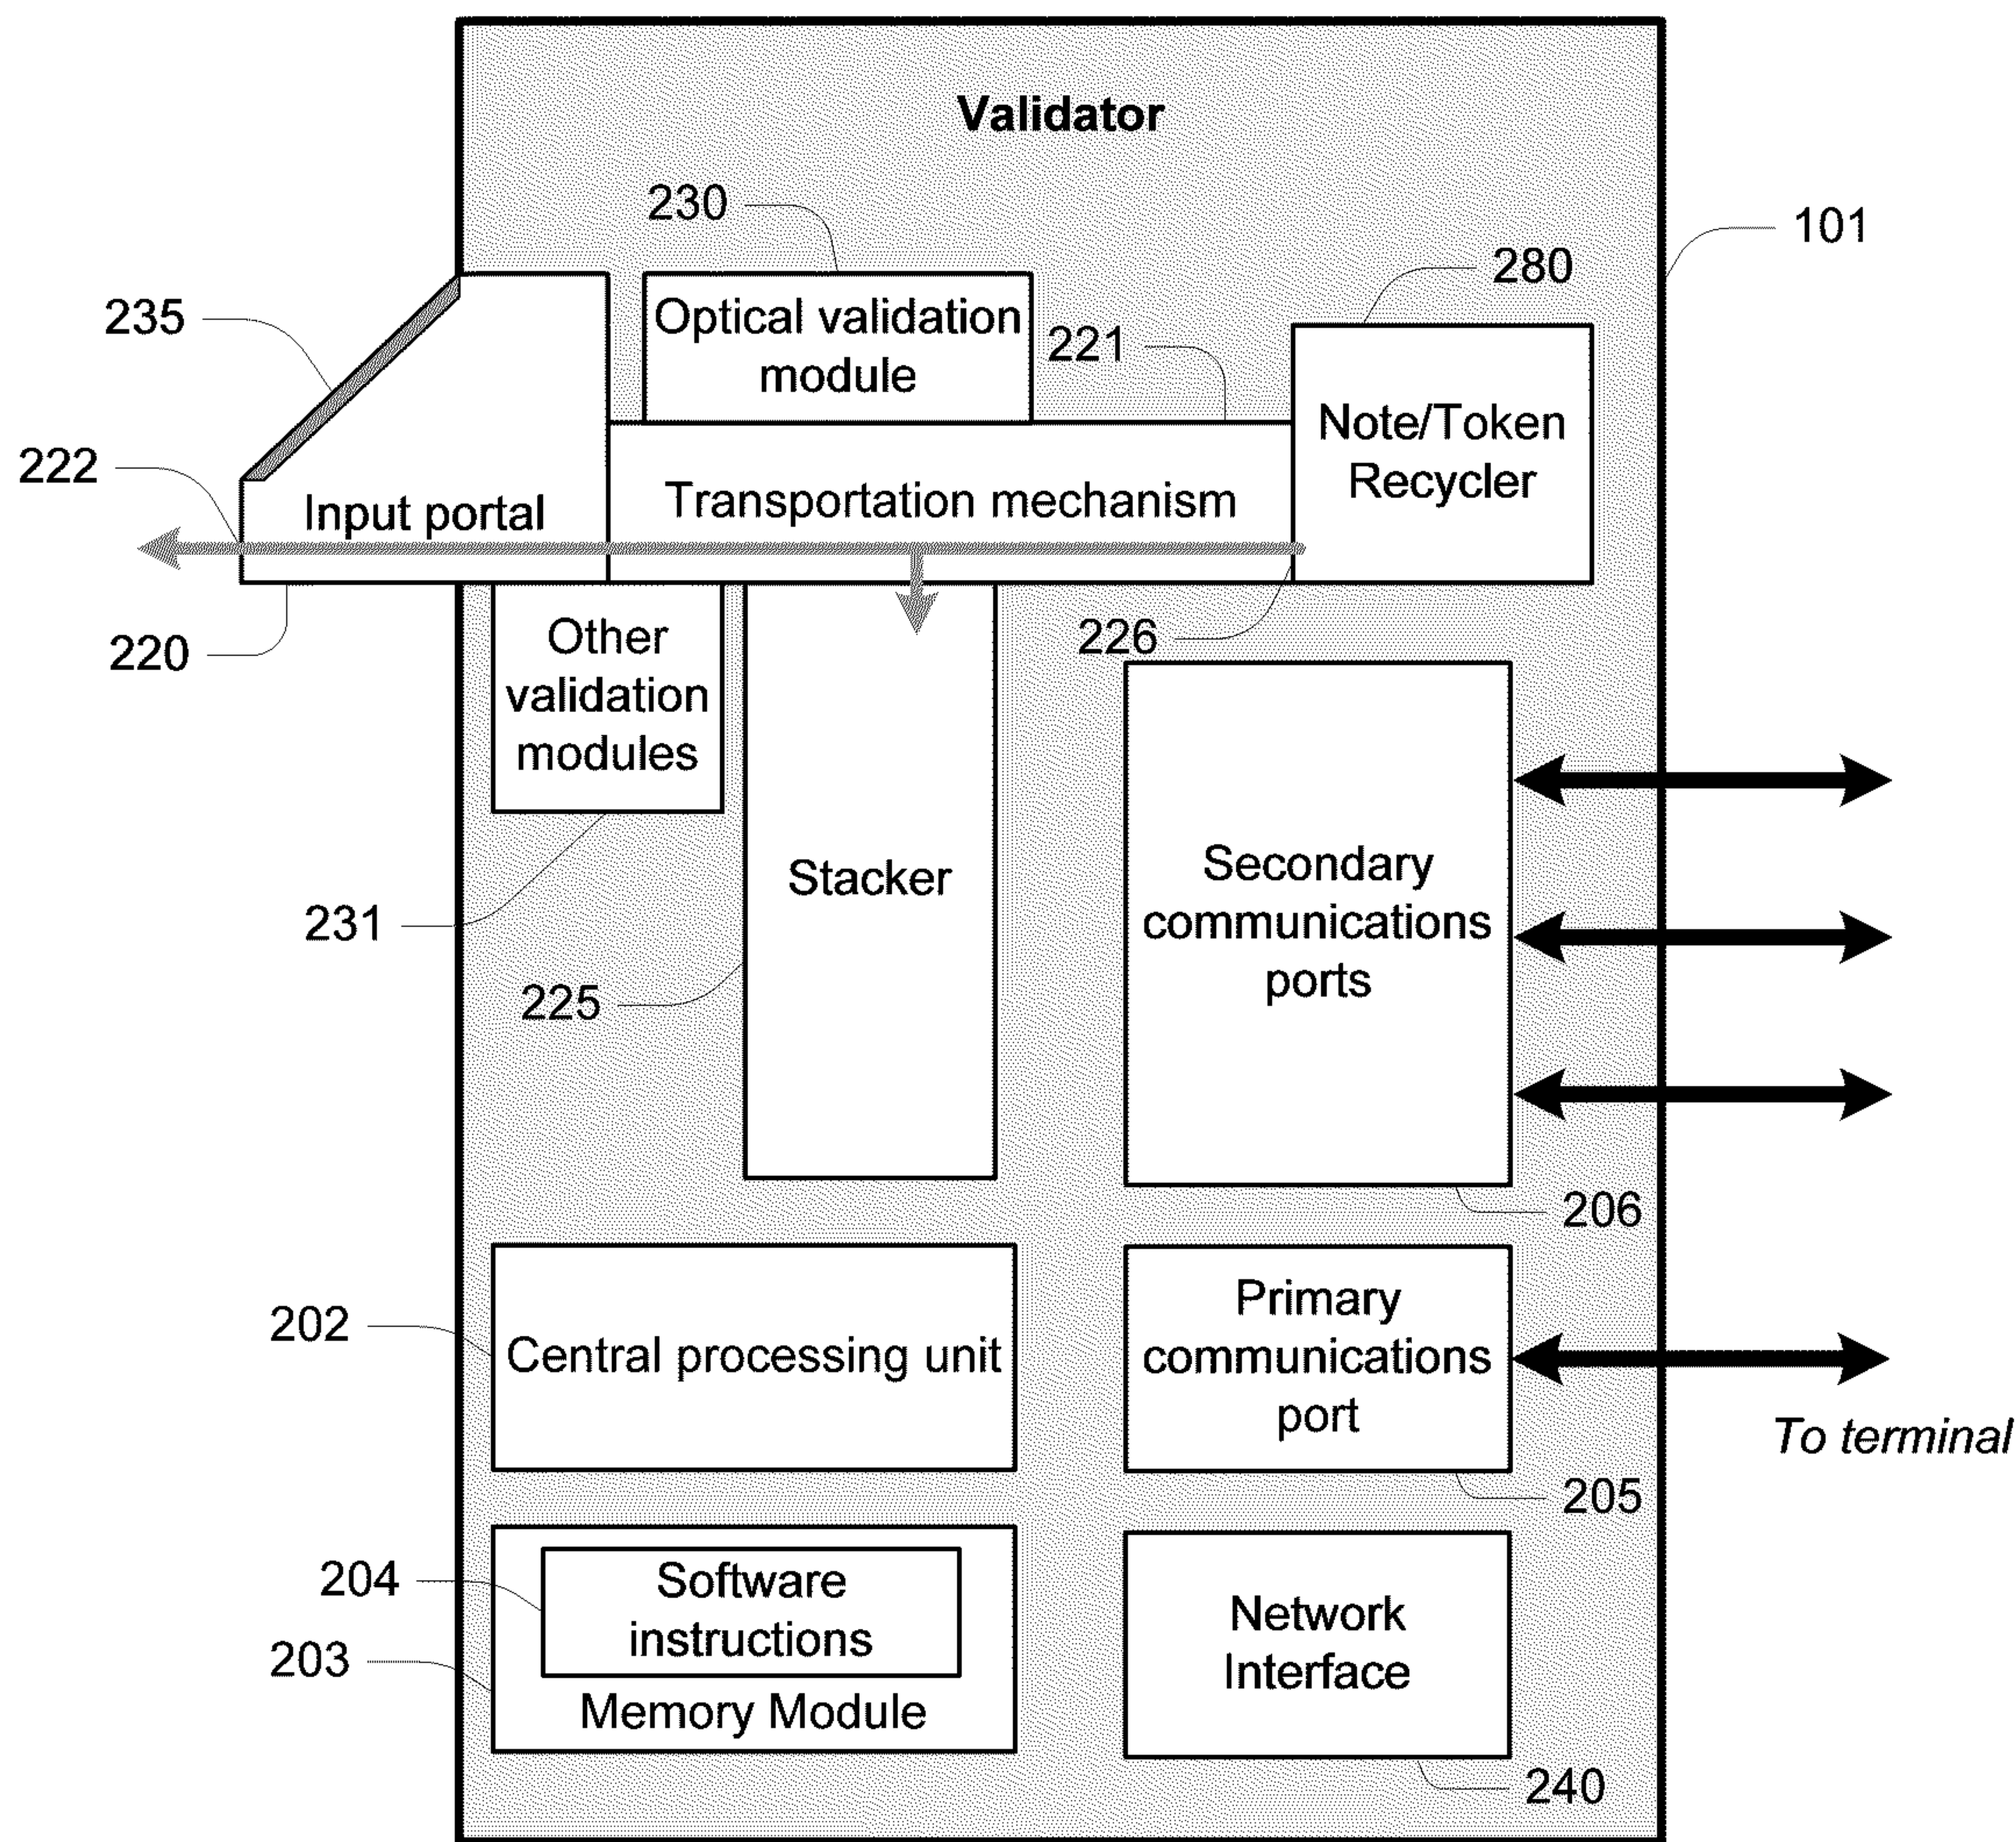 Validator
230
101
280
235
Optical validation
module
221
Note/Token
Recycler
222
Input portal
Transportation mechanism
220
Other
validation
modules
226
Stacker
Secondary
communications
ports
231
225
206
202
Central processing unit
Primary
communications
port
To terminal
205
204
Software
instructions
203
Memory Module
Network
Interface
240